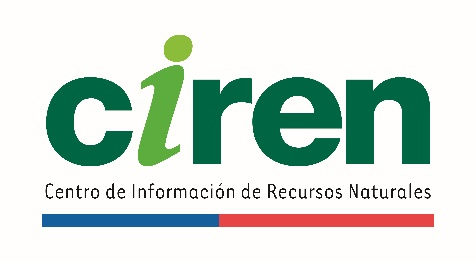 ciren
Centro de Información de Recursos Naturales